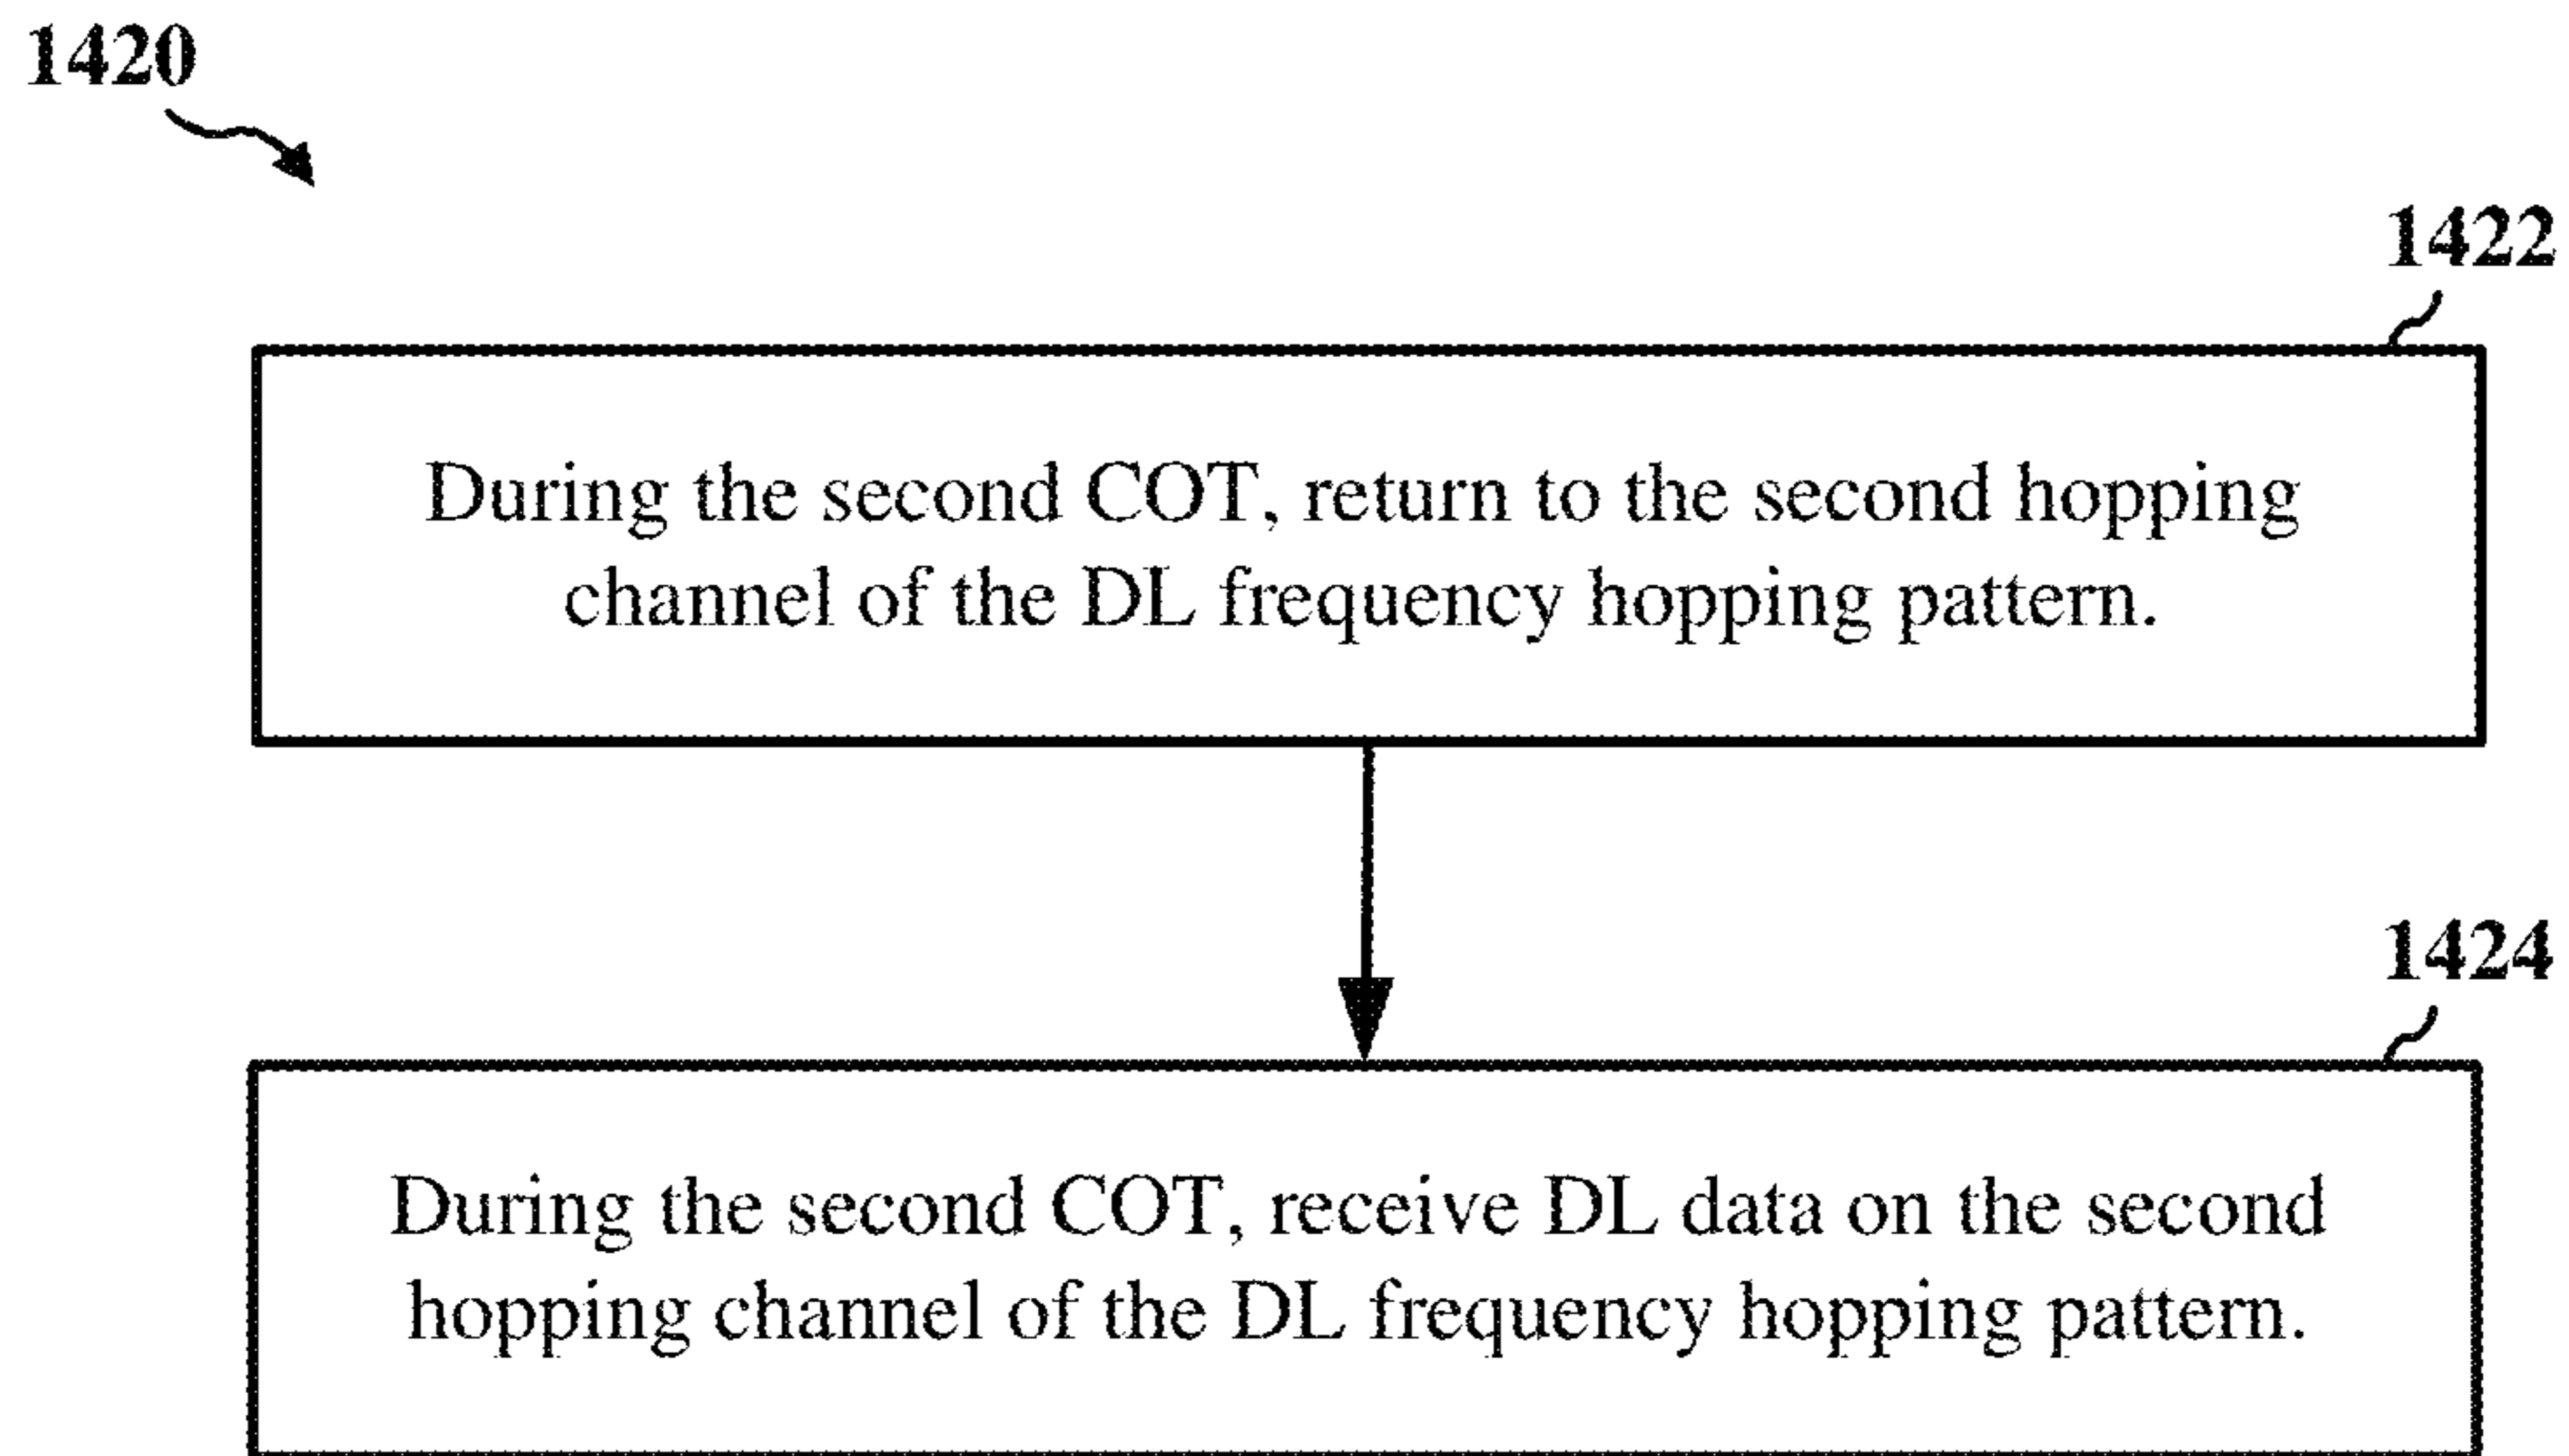 1420
1422
During the second COT, return to the second hopping
channel of the DL frequency hopping pattern.
1424
During the second COT, receive DL data on the second
hopping channel of the DL frequency hopping pattern.